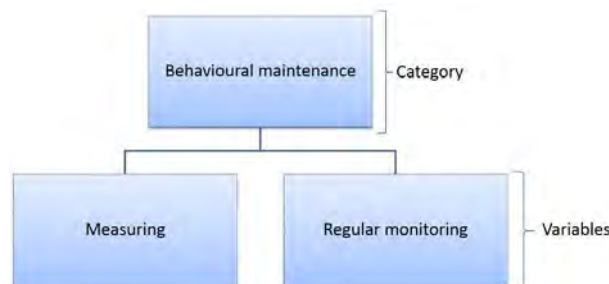 Behavioural maintenance
Category
Measuring
Regular monitoring
Variables